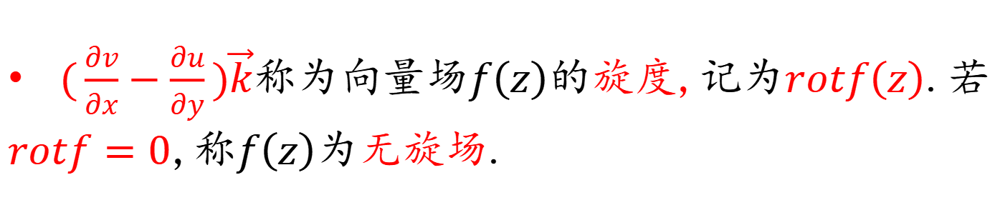 • (∂v/∂x − ∂u/∂y)k⃗称为向量场f(z)的旋度, 记为rotf(z). 若
rotf = 0, 称f(z)为无旋场.